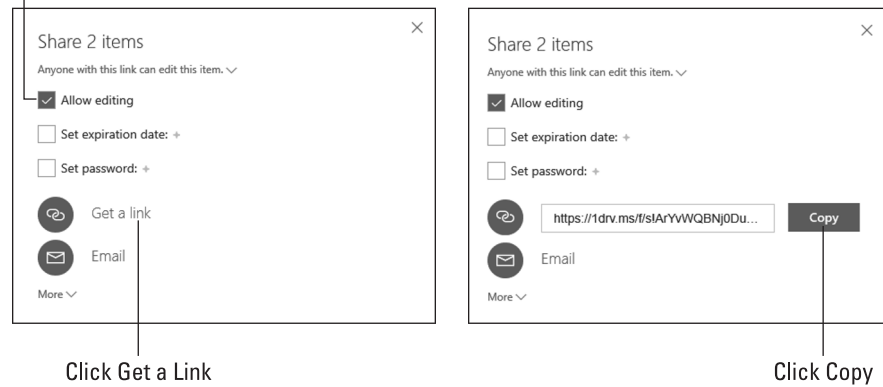 Share 2 items
Anyone with this link can edit this item.
Allow editing
Set expiration date: +
Set password: +
Get a link
Email
More
Click Get a Link
Share 2 items
Anyone with this link can edit this item.
Allow editing
Set expiration date: +
Set password: +
https://1drv.ms/f/s!ArYvWQBNj0Du... Copy
Email
More
Click Copy